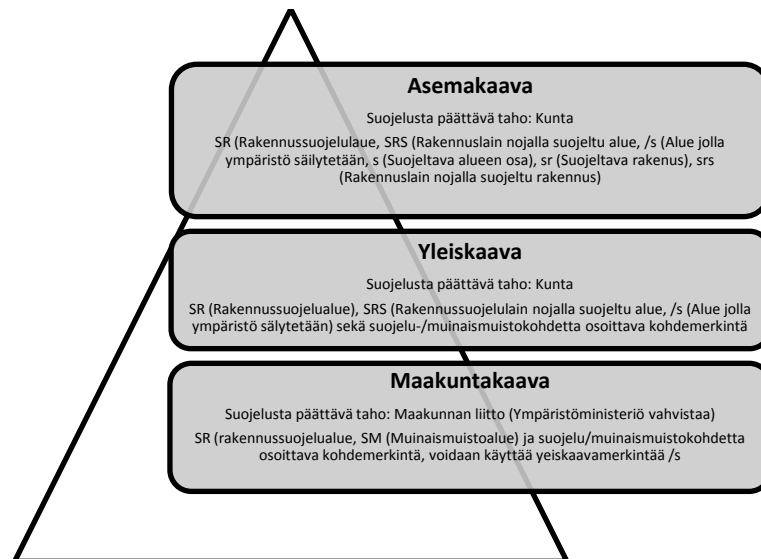 Asemakaava
Suojelusta päättävä taho: Kunta
SR (Rakennussuojelulaue, SRS (Rakennuslain nojalla suojeltu alue, /s (Alue jolla
ympäristö säilytetään, s (Suojeltava alueen osa), sr (Suojeltava rakenus), srs
(Rakennuslain nojalla suojeltu rakennus)
Yleiskaava
Suojelusta päättävä taho: Kunta
SR (Rakennussuojelualue), SRS (Rakennussuojelulain nojalla suojeltu alue, /s (Alue jolla
ympäristö sälytetään) sekä suojelu-/muinaismuistokohdetta osoittava kohdemerkintä
Maakuntakaava
Suojelusta päättävä taho: Maakunnan liitto (Ympäristöministeriö vahvistaa)
SR (rakennussuojelualue, SM (Muinaismuistoalue) ja suojelu/muinaismuistokohdetta
osoittava kohdemerkintä, voidaan käyttää yeiskaavamerkintää /s